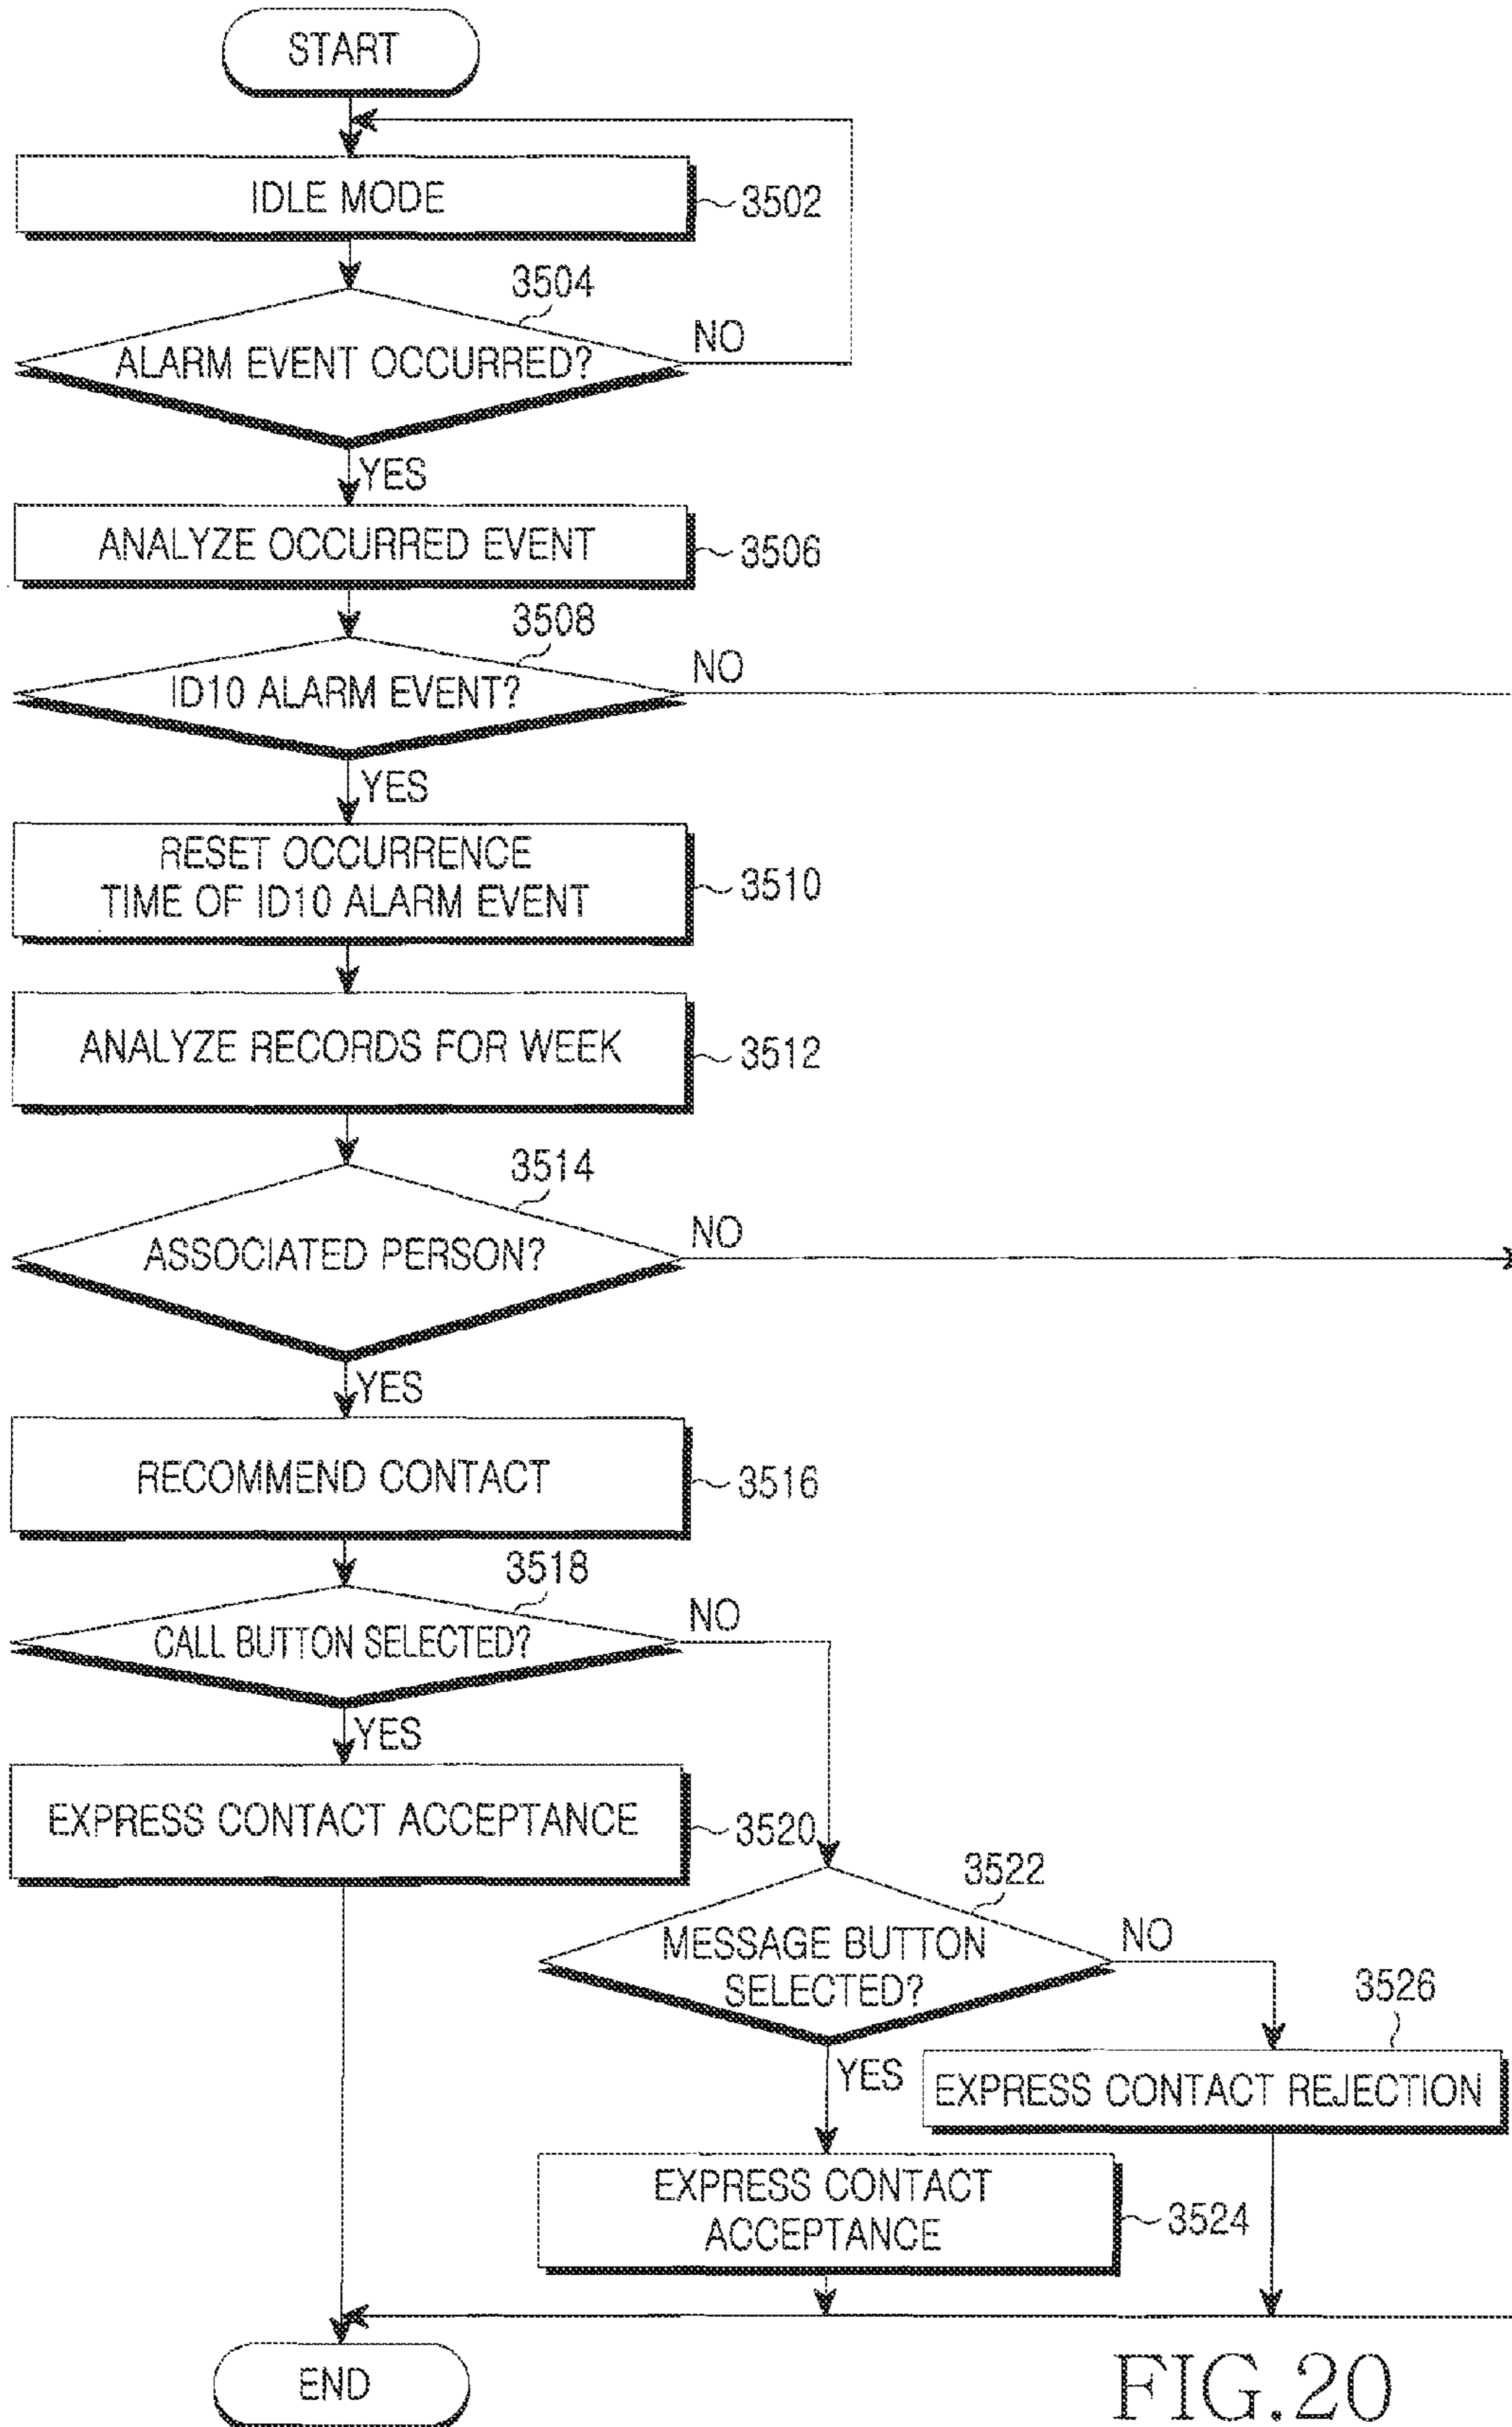 START
IDLE MODE
3502
3504
ALARM EVENT OCCURRED?
NO
YES
ANALYZE OCCURRED EVENT
3506
3508
ID10 ALARM EVENT?
NO
YES
RESET OCCURRENCE
TIME OF ID10 ALARM EVENT
3510
ANALYZE RECORDS FOR WEEK
3512
3514
ASSOCIATED PERSON?
NO
YES
RECOMMEND CONTACT
3516
3518
CALL BUTTON SELECTED?
NO
YES
EXPRESS CONTACT ACCEPTANCE
3520
3522
MESSAGE BUTTON
SELECTED?
NO
3526
YES
EXPRESS CONTACT REJECTION
EXPRESS CONTACT
ACCEPTANCE
3524
END
FIG.20